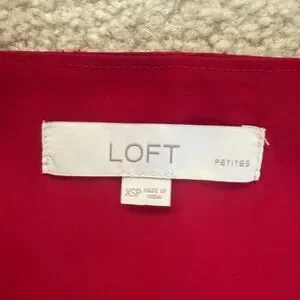 LOFT
PETITES
XSP MADE IN
INDIA